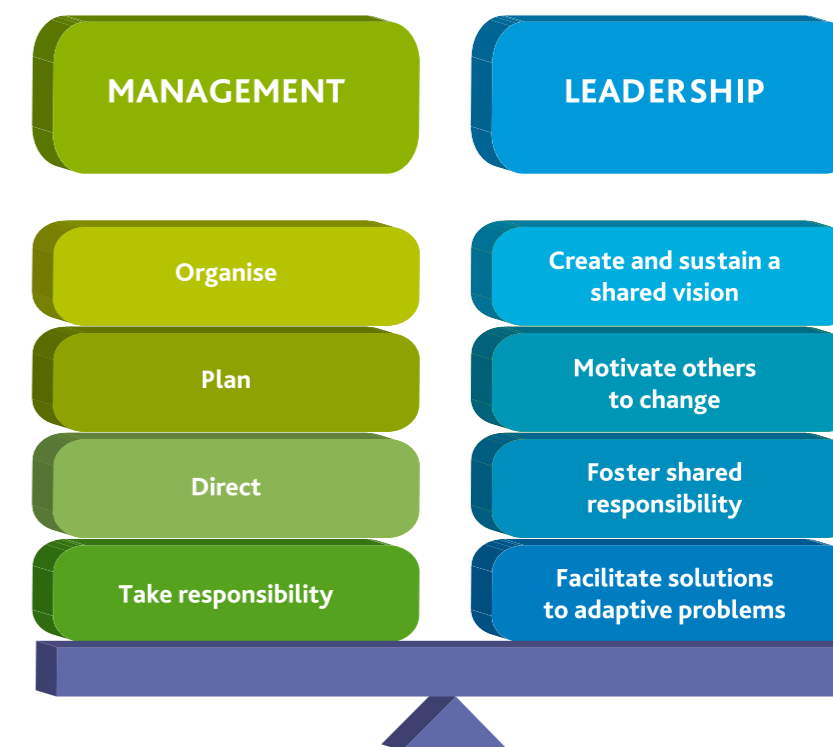 MANAGEMENT
Organise
Plan
Direct
Take responsibility
LEADERSHIP
Create and sustain a
shared vision
Motivate others
to change
Foster shared
responsibility
Facilitate solutions
to adaptive problems